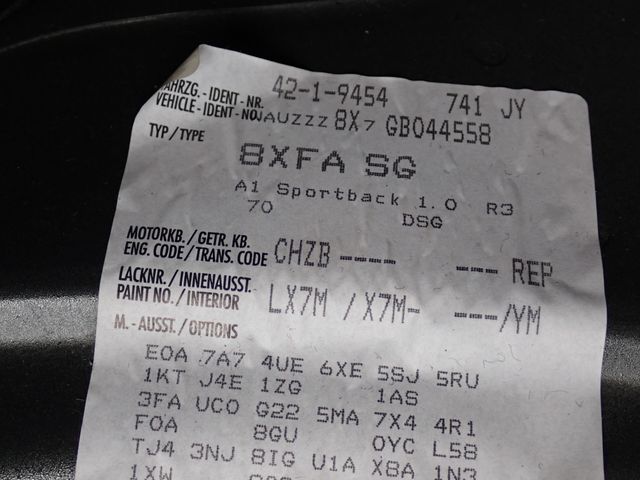 42-1-9454 741 JY
FAHRZG. - IDENT - NR.
VEHICLE - IDENT - NO. WAUZZZ8X7 GB044558
TYP / TYPE
8XFA SG
A1 Sportback 1.0 R3
70 DSG
MOTORKB. / GETR. KB.
ENG. CODE / TRANS. CODE CHZB ---- --- REP
LACKNR. / INNENAUSST.
PAINT NO. / INTERIOR LX7M / X7M- ---/YM
M. - AUSST. / OPTIONS
E0A 7A7 4UE 6XE 5SJ 5RU
1KT J4E 1ZG 1AS
3FA UC0 G22 5MA 7X4 4R1
F0A 8GU 0YC L58
TJ4 3NJ 8IG U1A X8A 1N3
1XW